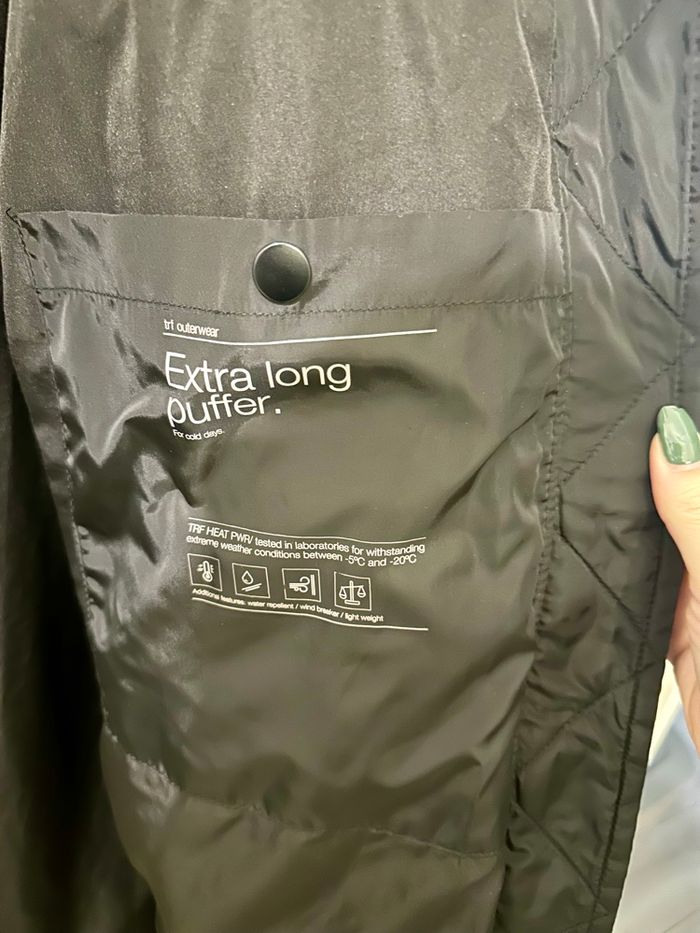 trf outerwear
Extra long
puffer.
For cold days.
TRF HEAT PWR/ tested in laboratories for withstanding
extreme weather conditions between -5ºC and -20ºC
Additional features: water repellent / wind breaker / light weight